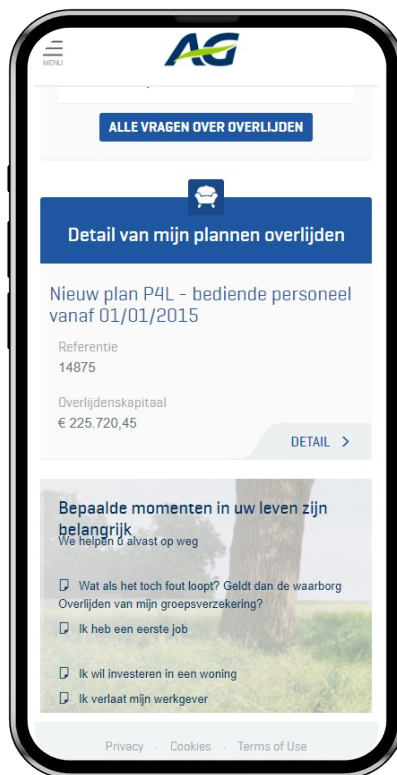 MENU
AG
ALLE VRAGEN OVER OVERLIJDEN
Detail van mijn plannen overlijden
Nieuw plan P4L - bediende personeel
vanaf 01/01/2015
Referentie
14875
Overlijdenskapitaal
€ 225.720,45
DETAIL >
Bepaalde momenten in uw leven zijn
belangrijk
We helpen u alvast op weg
Wat als het toch fout loopt? Geldt dan de waarborg
Overlijden van mijn groepsverzekering?
Ik heb een eerste job
Ik wil investeren in een woning
Ik verlaat mijn werkgever
Privacy · Cookies · Terms of Use